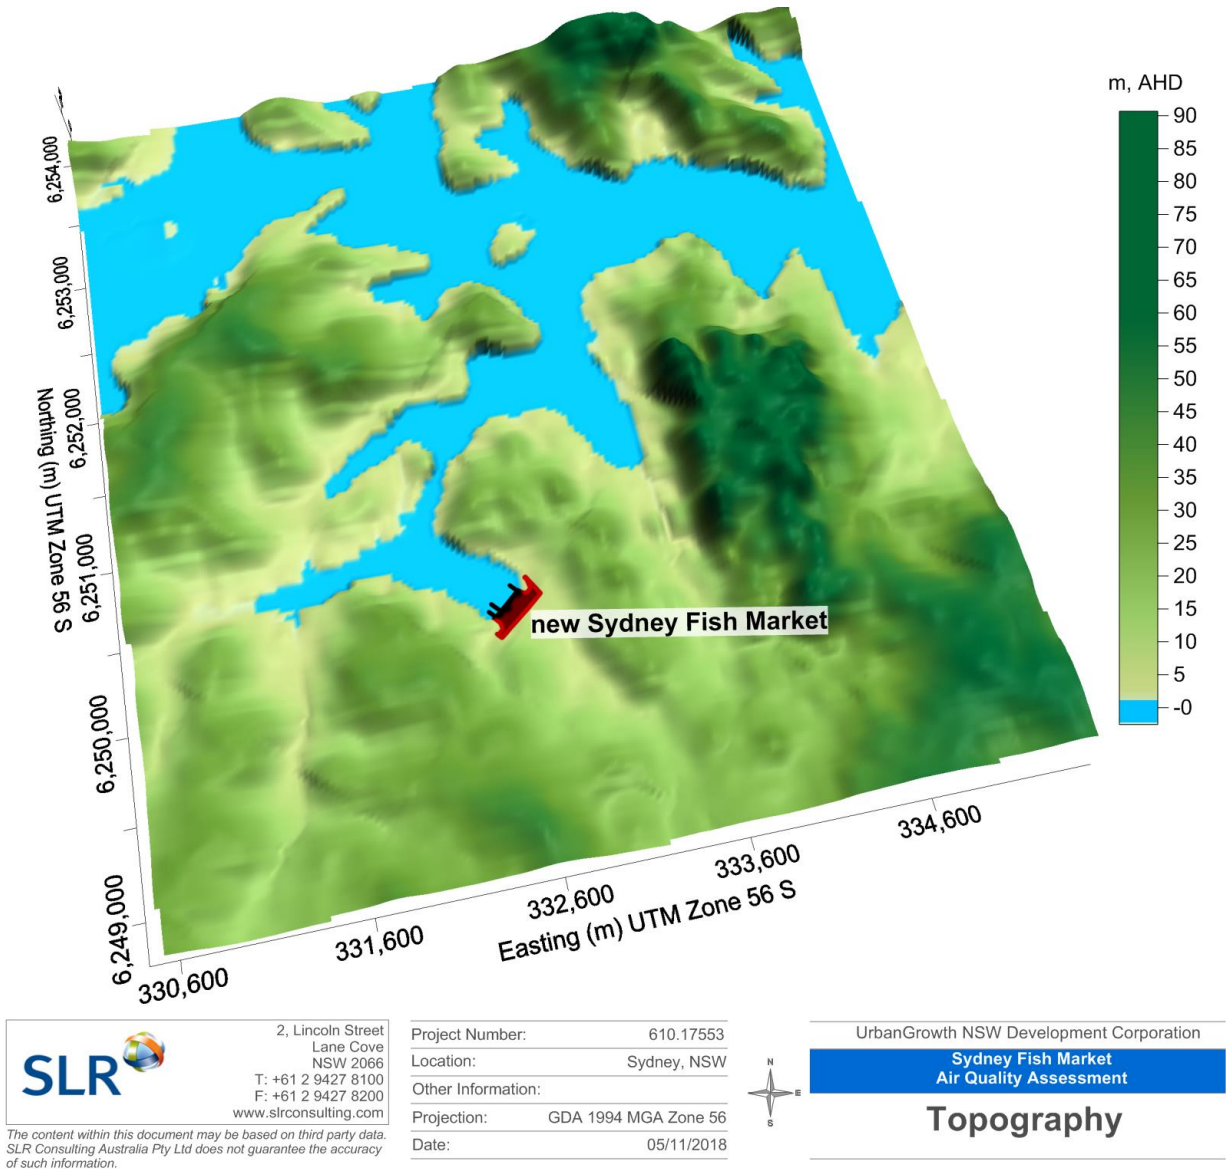 m, AHD
90
85
80
75
70
65
60
55
50
45
40
35
30
25
20
15
10
5
-0
6,254,000
6,253,000
6,252,000
6,251,000
6,250,000
6,249,000
Northing (m) UTM Zone 56 S
new Sydney Fish Market
330,600
331,600
332,600
333,600
334,600
Easting (m) UTM Zone 56 S
SLR
2, Lincoln Street
Lane Cove
NSW 2066
T: +61 2 9427 8100
F: +61 2 9427 8200
www.slrconsulting.com
The content within this document may be based on third party data.
SLR Consulting Australia Pty Ltd does not guarantee the accuracy
of such information.
Project Number: 610.17553
Location: Sydney, NSW
Other Information:
Projection: GDA 1994 MGA Zone 56
Date: 05/11/2018
N
E
S
UrbanGrowth NSW Development Corporation
Sydney Fish Market
Air Quality Assessment
Topography